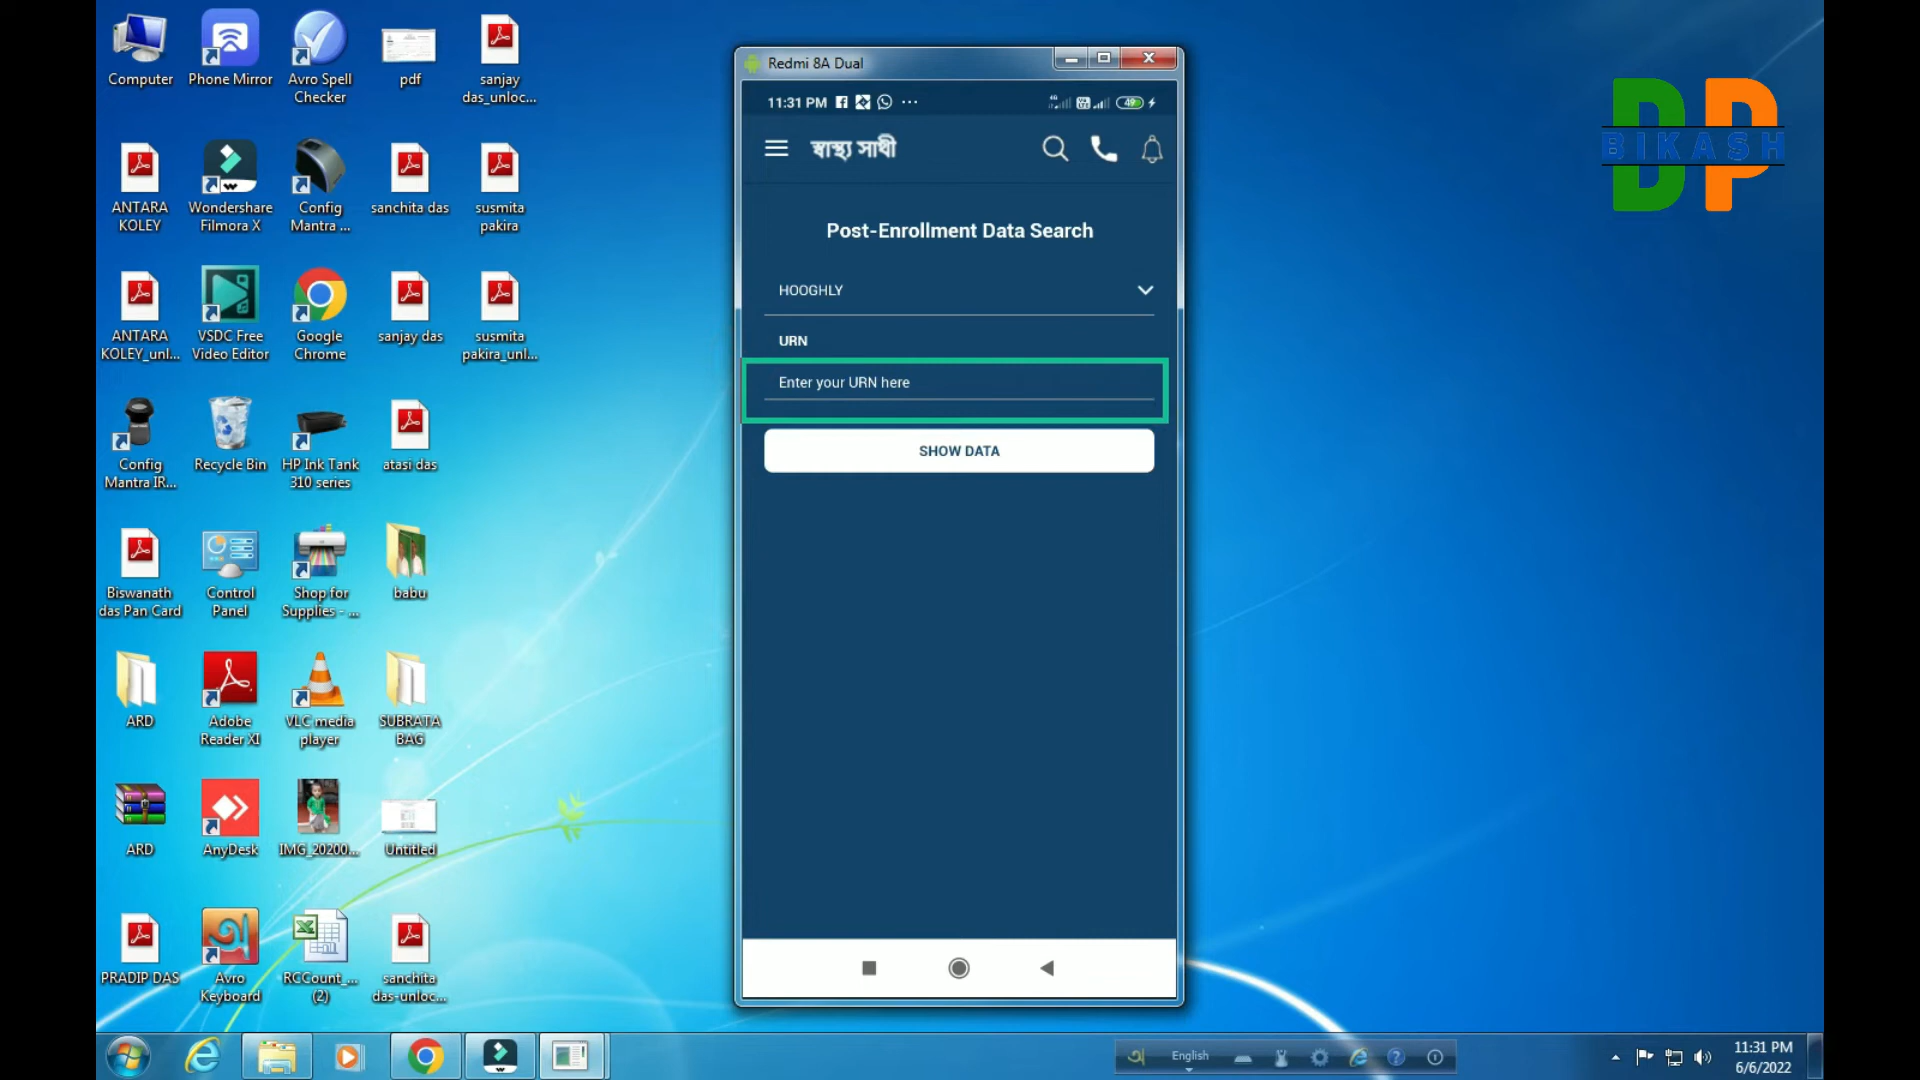 Computer
Phone Mirror
Avro Spell
Checker
pdf
sanjay
das_unloc...
ANTARA
KOLEY
Wondershare
Filmora X
Config
Mantra ...
sanchita das
susmita
pakira
ANTARA
KOLEY_unl...
VSDC Free
Video Editor
Google
Chrome
sanjay das
susmita
pakira_unl...
Config
Mantra IR...
Recycle Bin
HP Ink Tank
310 series
atasi das
Biswanath
das Pan Card
Control
Panel
Shop for
Supplies - ...
babu
ARD
Adobe
Reader XI
VLC media
player
SUBRATA
BAG
ARD
AnyDesk
IMG_20200...
Untitled
PRADIP DAS
Avro
Keyboard
RCCount_...
(2)
sanchita
das-unloc...
Redmi 8A Dual
11:31 PM
49
স্বাস্থ্য সাথী
Post-Enrollment Data Search
HOOGHLY
URN
Enter your URN here
SHOW DATA
DP
BIKASH
অ
English
11:31 PM
6/6/2022